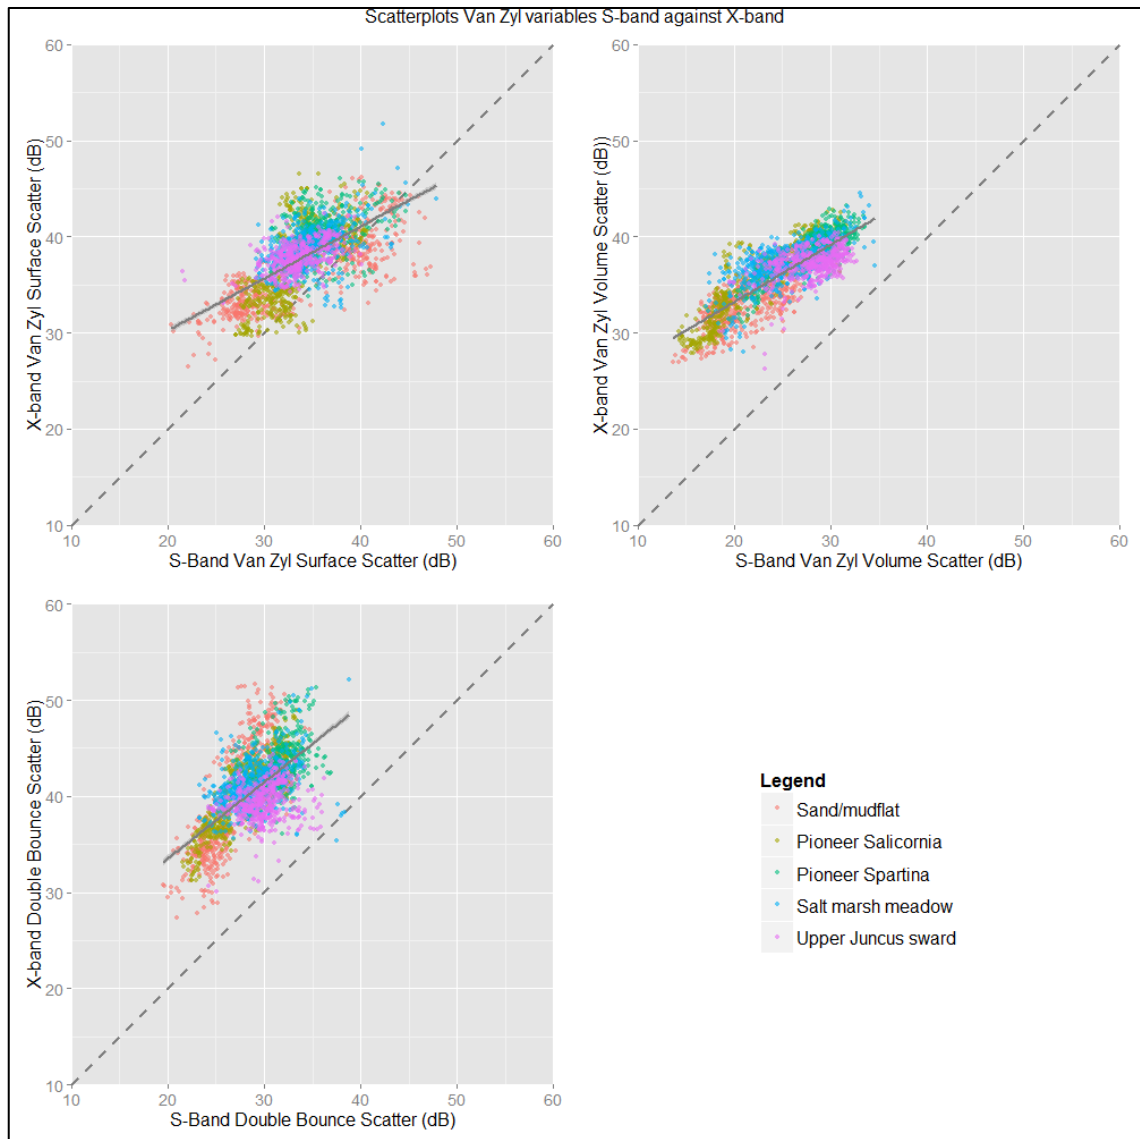 Scatterplots Van Zyl variables S-band against X-band
X-band Van Zyl Surface Scatter (dB)
60
50
40
30
20
10
10 20 30 40 50 60
S-Band Van Zyl Surface Scatter (dB)
X-band Van Zyl Volume Scatter (dB))
60
50
40
30
20
10
10 20 30 40 50 60
S-Band Van Zyl Volume Scatter (dB)
X-band Double Bounce Scatter (dB)
60
50
40
30
20
10
10 20 30 40 50 60
S-Band Double Bounce Scatter (dB)
Legend
Sand/mudflat
Pioneer Salicornia
Pioneer Spartina
Salt marsh meadow
Upper Juncus sward